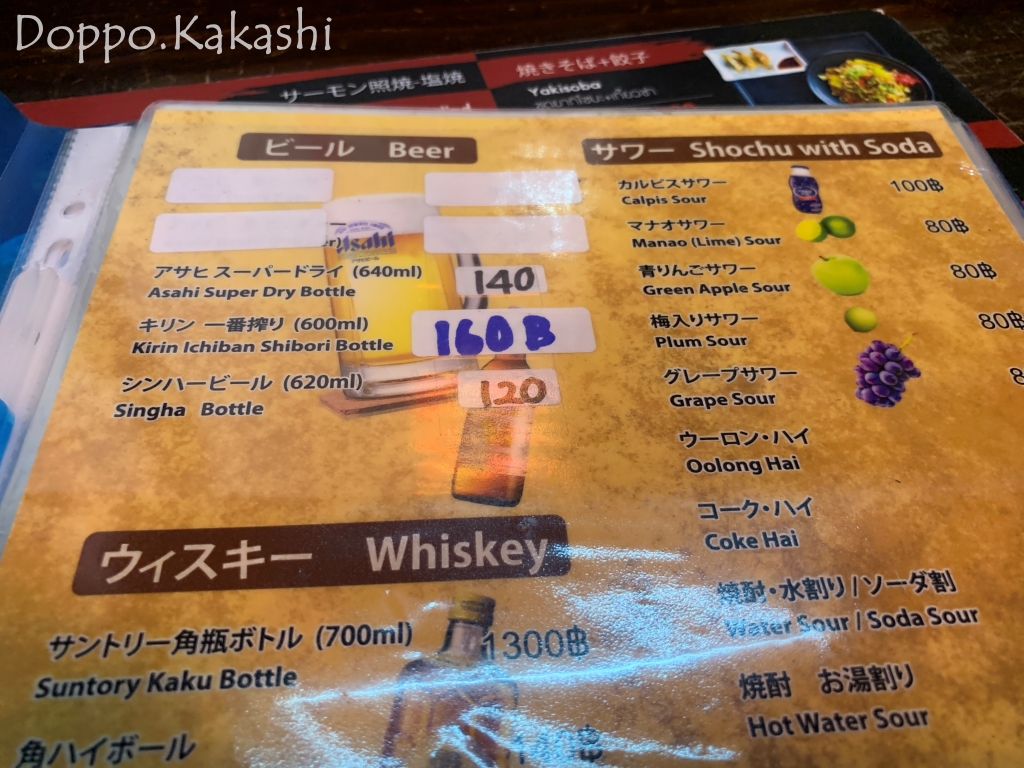 Doppo.Kakashi
サーモン照焼-塩焼
焼きそば+餃子
Yakisoba
ビール Beer
Asahi
アサヒ スーパードライ (640ml)
Asahi Super Dry Bottle
140
キリン 一番搾り (600ml)
Kirin Ichiban Shibori Bottle
160B
シンハービール (620ml)
Singha Bottle
120
ウィスキー Whiskey
サントリー角瓶ボトル (700ml)
1300฿
Suntory Kaku Bottle
角ハイボール
140฿
サワー Shochu with Soda
カルピスサワー
100฿
Calpis Sour
マナオサワー
80฿
Manao (Lime) Sour
青りんごサワー
80฿
Green Apple Sour
梅入りサワー
80฿
Plum Sour
グレープサワー
Grape Sour
ウーロン・ハイ
Oolong Hai
コーク・ハイ
Coke Hai
焼酎・水割り/ソーダ割
Water Sour / Soda Sour
焼酎 お湯割り
Hot Water Sour